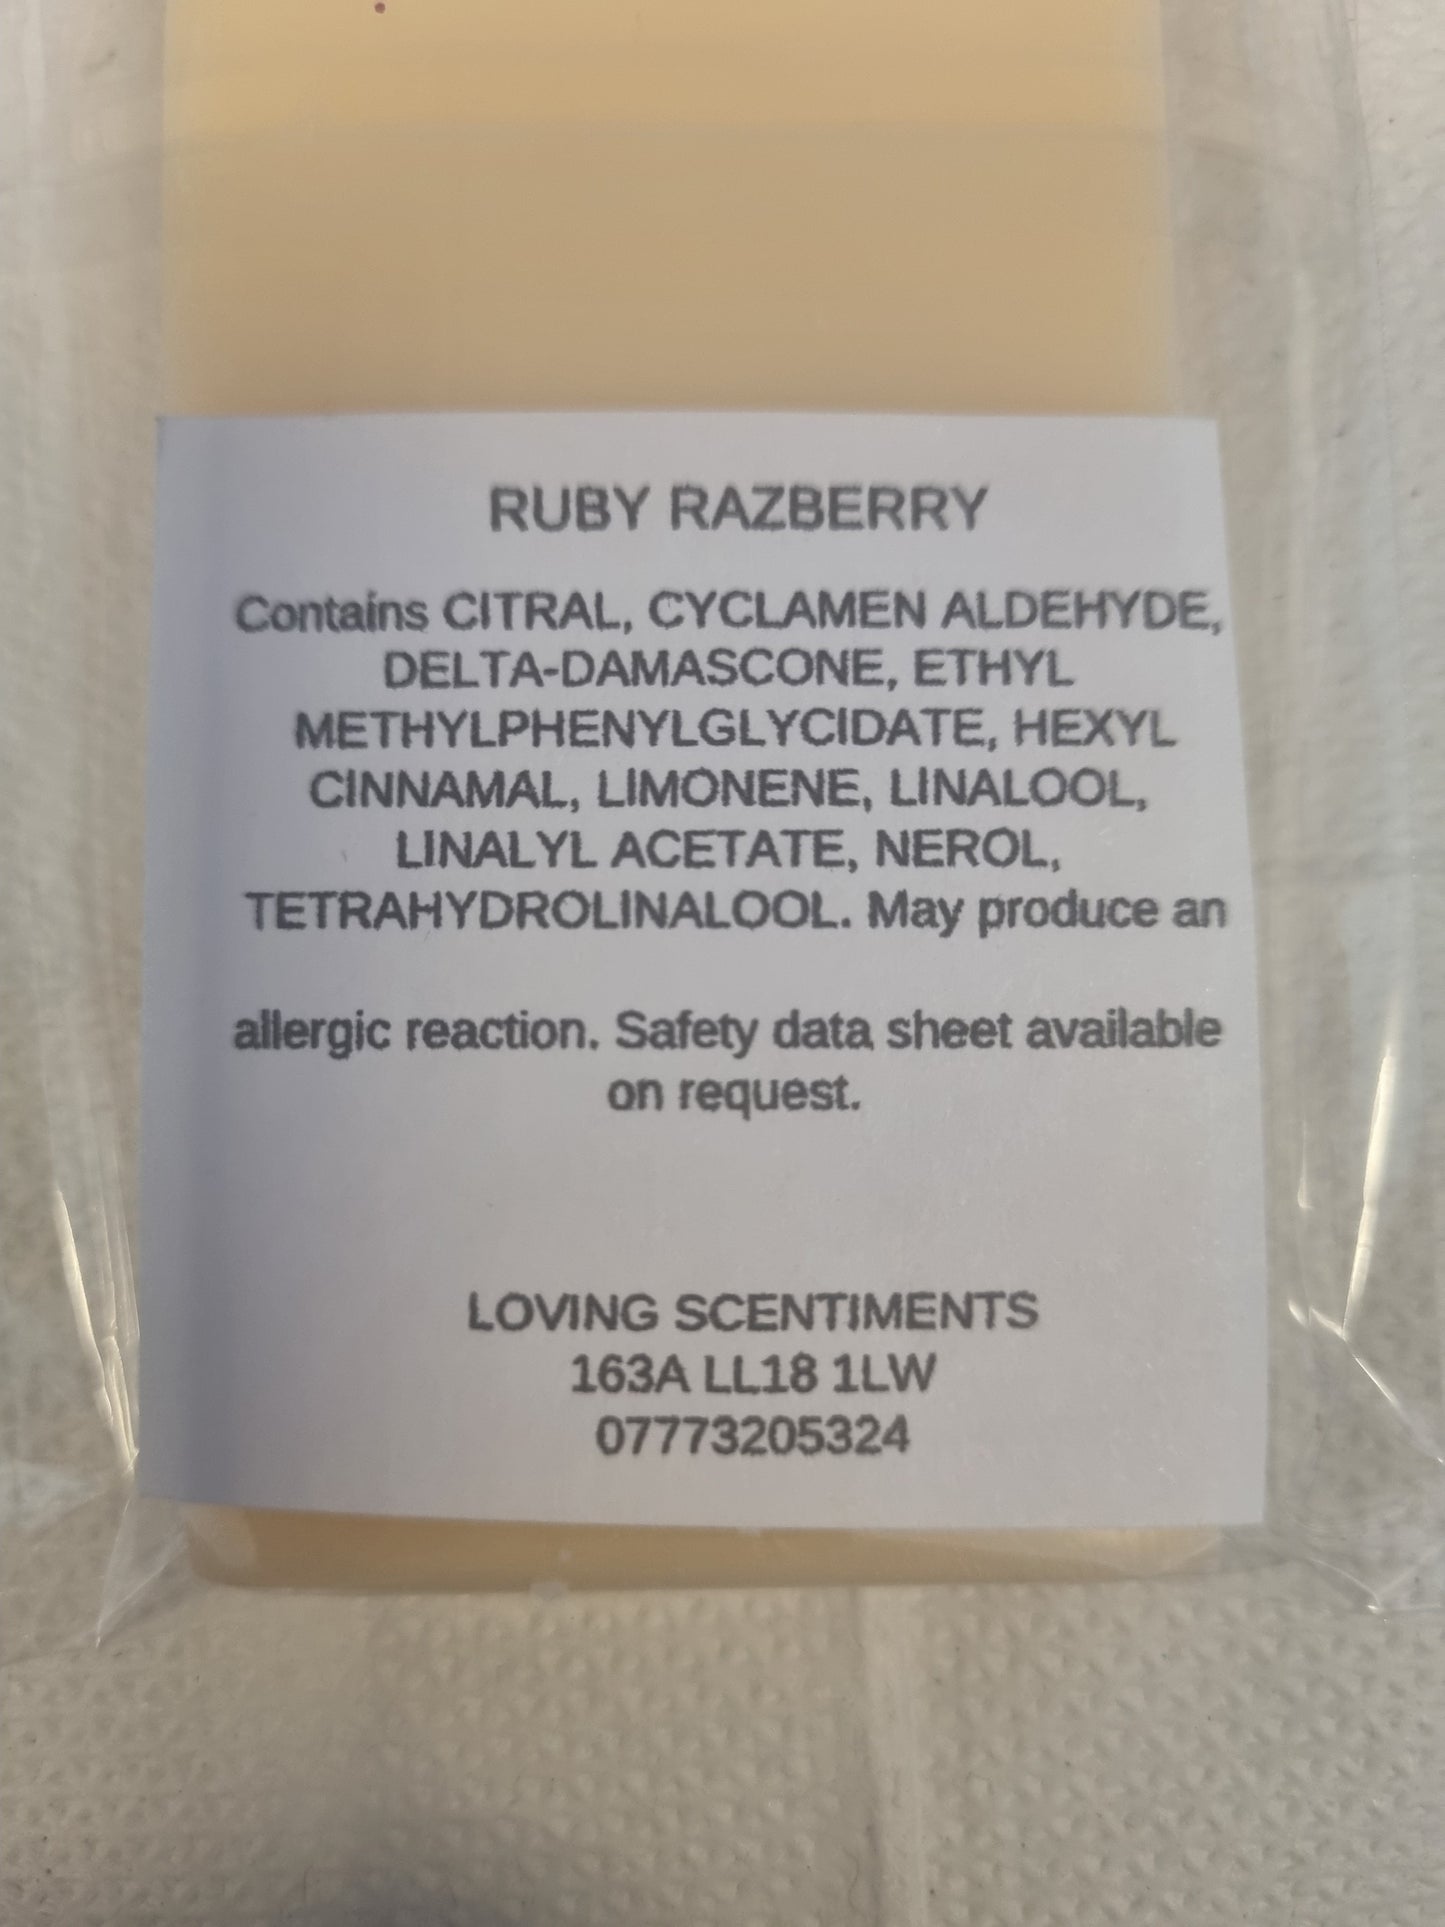 RUBY RAZBERRY
Contains CITRAL, CYCLAMEN ALDEHYDE,
DELTA-DAMASCONE, ETHYL
METHYLPHENYLGLYCIDATE, HEXYL
CINNAMAL, LIMONENE, LINALOOL,
LINALYL ACETATE, NEROL,
TETRAHYDROLINALOOL. May produce an
allergic reaction. Safety data sheet available
on request.
LOVING SCENTIMENTS
163A LL18 1LW
07773205324